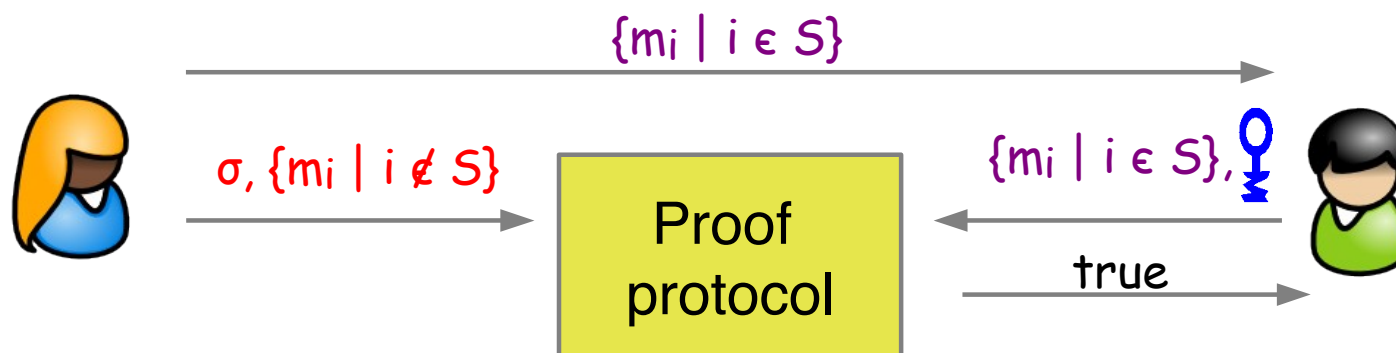 {mi | i ϵ S}
σ, {mi | i ∉ S}
{mi | i ϵ S},
Proof
protocol
true